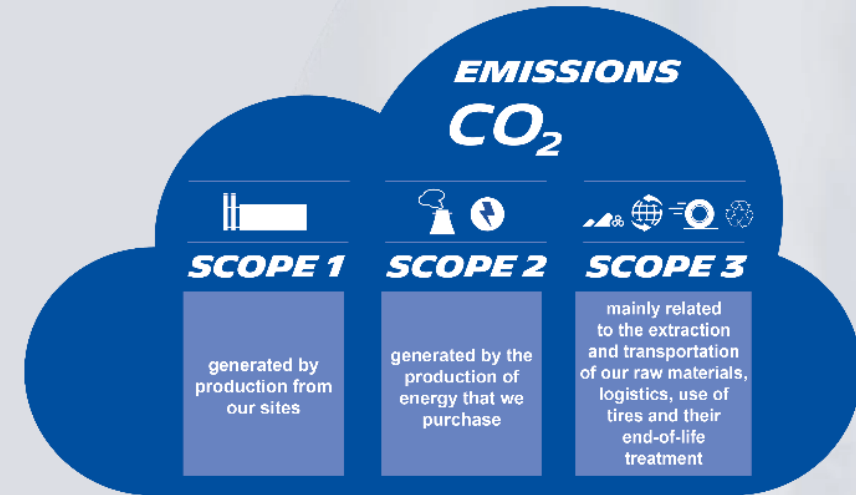 EMISSIONS
CO₂
SCOPE 1
generated by
production from
our sites
SCOPE 2
generated by the
production of
energy that we
purchase
SCOPE 3
mainly related
to the extraction
and transportation
of our raw materials,
logistics, use of
tires and their
end-of-life
treatment